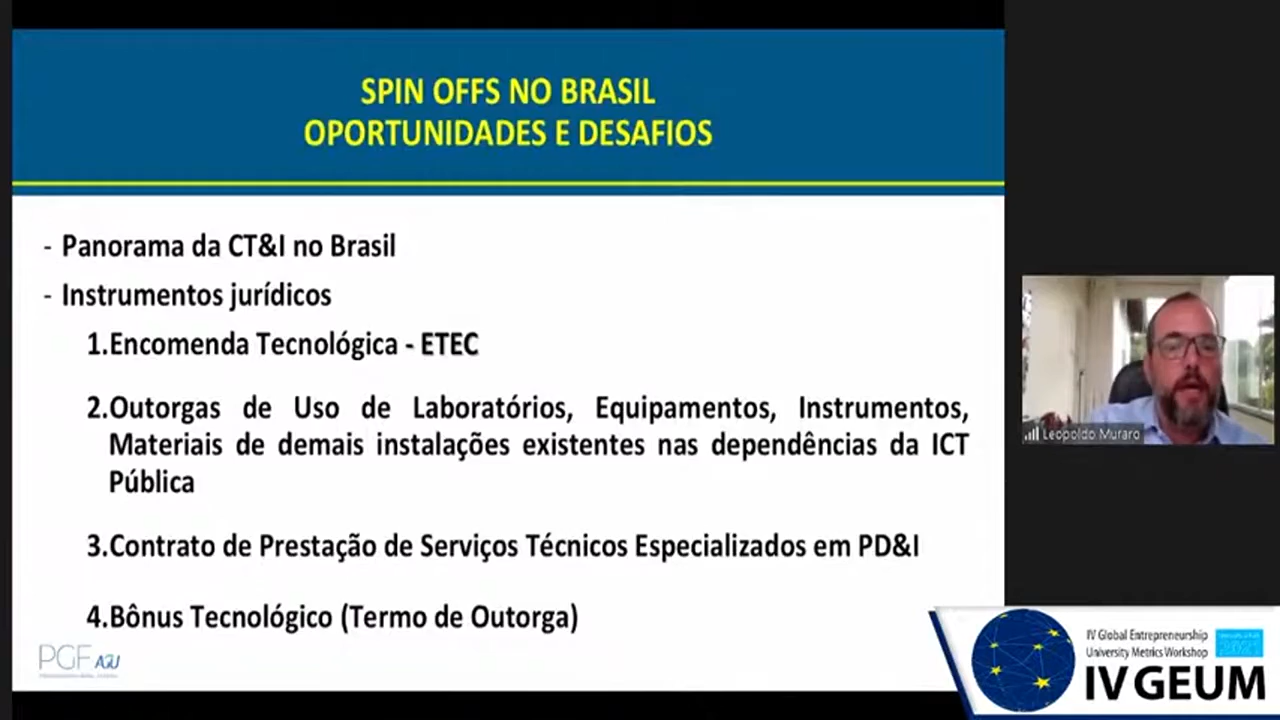 SPIN OFFS NO BRASIL
OPORTUNIDADES E DESAFIOS
- Panorama da CT&I no Brasil
- Instrumentos jurídicos
1.Encomenda Tecnológica - ETEC
2.Outorgas de Uso de Laboratórios, Equipamentos, Instrumentos,
Materiais de demais instalações existentes nas dependências da ICT
Pública
3.Contrato de Prestação de Serviços Técnicos Especializados em PD&I
4.Bônus Tecnológico (Termo de Outorga)
PGF AGU
Leopoldo Muraro
IV Global Entrepreneurship
University Metrics Workshop
IV GEUM